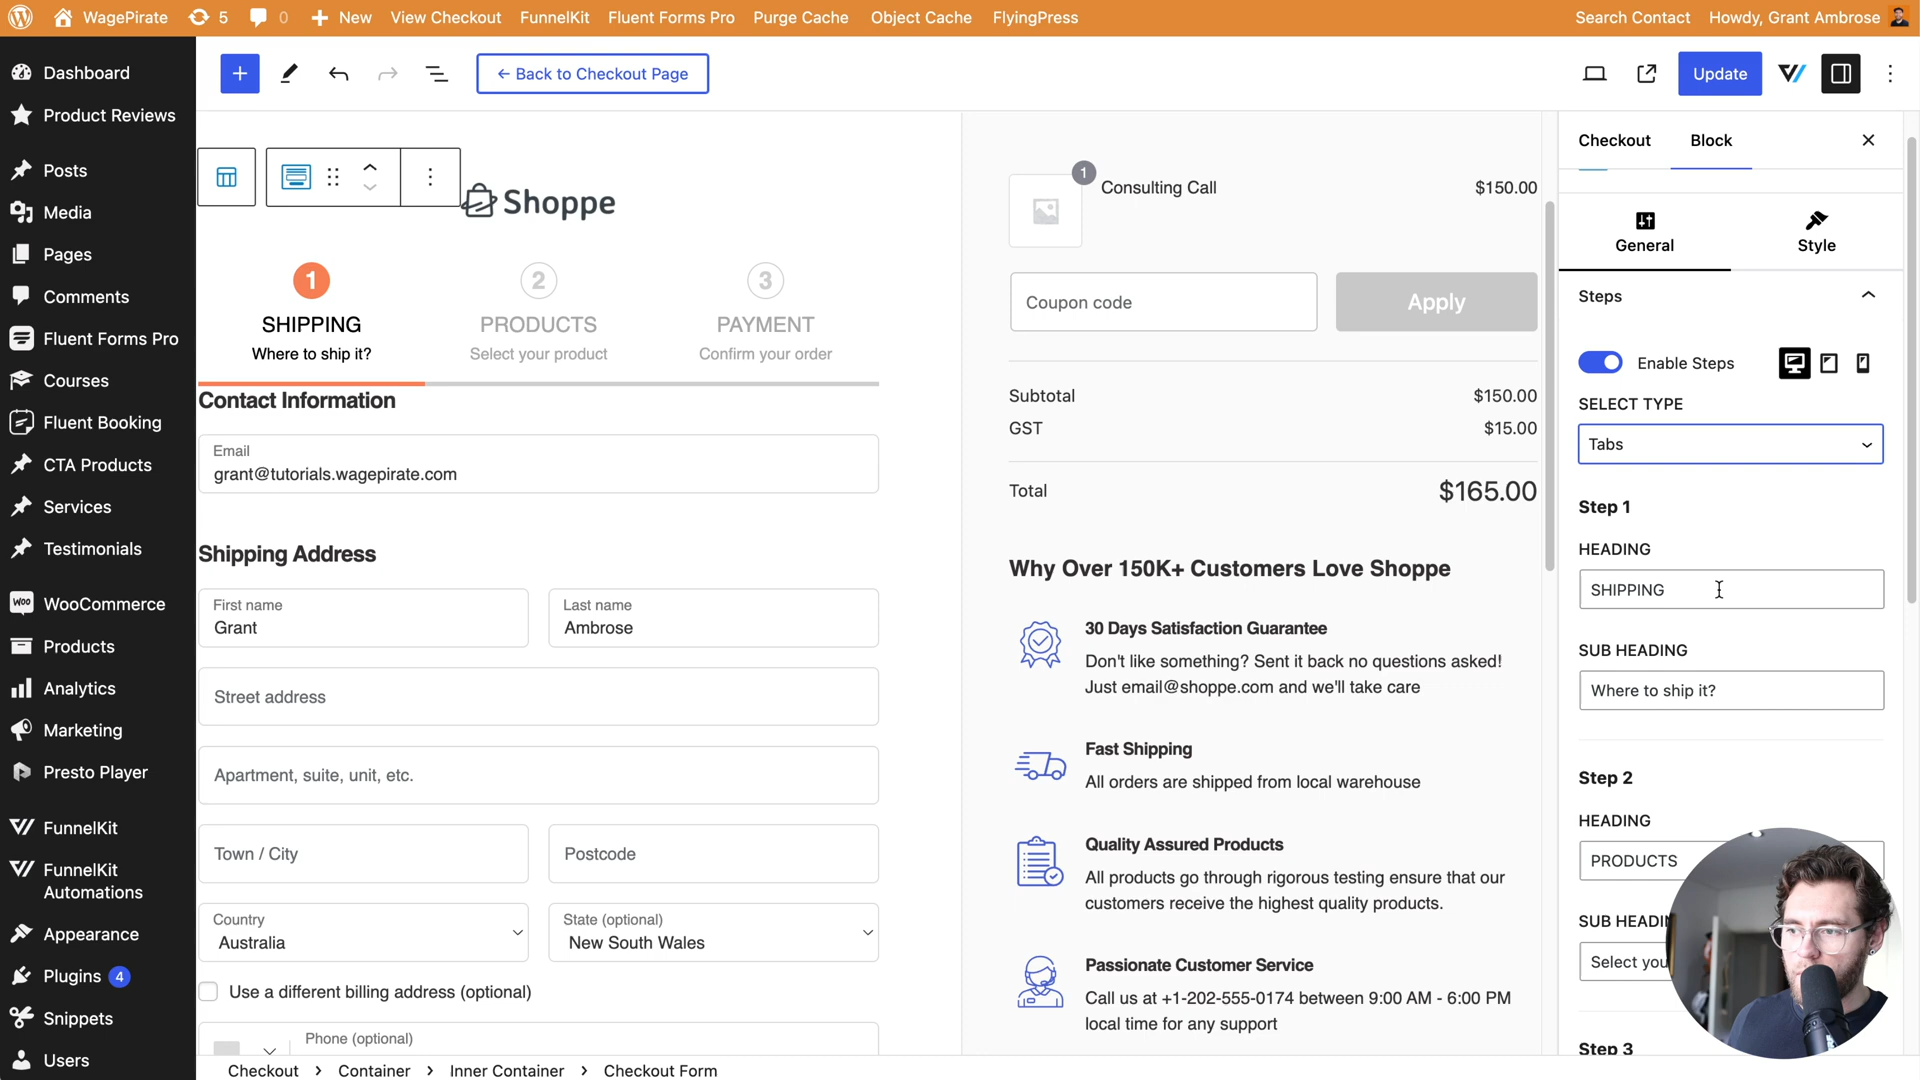 WagePirate 5 0 New View Checkout FunnelKit Fluent Forms Pro Purge Cache Object Cache FlyingPress Search Contact Howdy, Grant Ambrose
Dashboard
Product Reviews
Posts
Media
Pages
Comments
Fluent Forms Pro
Courses
Fluent Booking
CTA Products
Services
Testimonials
WooCommerce
Products
Analytics
Marketing
Presto Player
FunnelKit
FunnelKit
Automations
Appearance
Plugins 4
Snippets
Users
← Back to Checkout Page
Update
Shoppe
1 2 3
SHIPPING PRODUCTS PAYMENT
Where to ship it? Select your product Confirm your order
Contact Information
Email
grant@tutorials.wagepirate.com
Shipping Address
First name Last name
Grant Ambrose
Street address
Apartment, suite, unit, etc.
Town / City Postcode
Country State (optional)
Australia New South Wales
Use a different billing address (optional)
Phone (optional)
Checkout > Container > Inner Container > Checkout Form
1
Consulting Call $150.00
Coupon code Apply
Subtotal $150.00
GST $15.00
Total $165.00
Why Over 150K+ Customers Love Shoppe
30 Days Satisfaction Guarantee
Don't like something? Sent it back no questions asked!
Just email@shoppe.com and we'll take care
Fast Shipping
All orders are shipped from local warehouse
Quality Assured Products
All products go through rigorous testing ensure that our
customers receive the highest quality products.
Passionate Customer Service
Call us at +1-202-555-0174 between 9:00 AM - 6:00 PM
local time for any support
Checkout Block
General Style
Steps
Enable Steps
SELECT TYPE
Tabs
Step 1
HEADING
SHIPPING
SUB HEADING
Where to ship it?
Step 2
HEADING
PRODUCTS
SUB
Select
Step 3